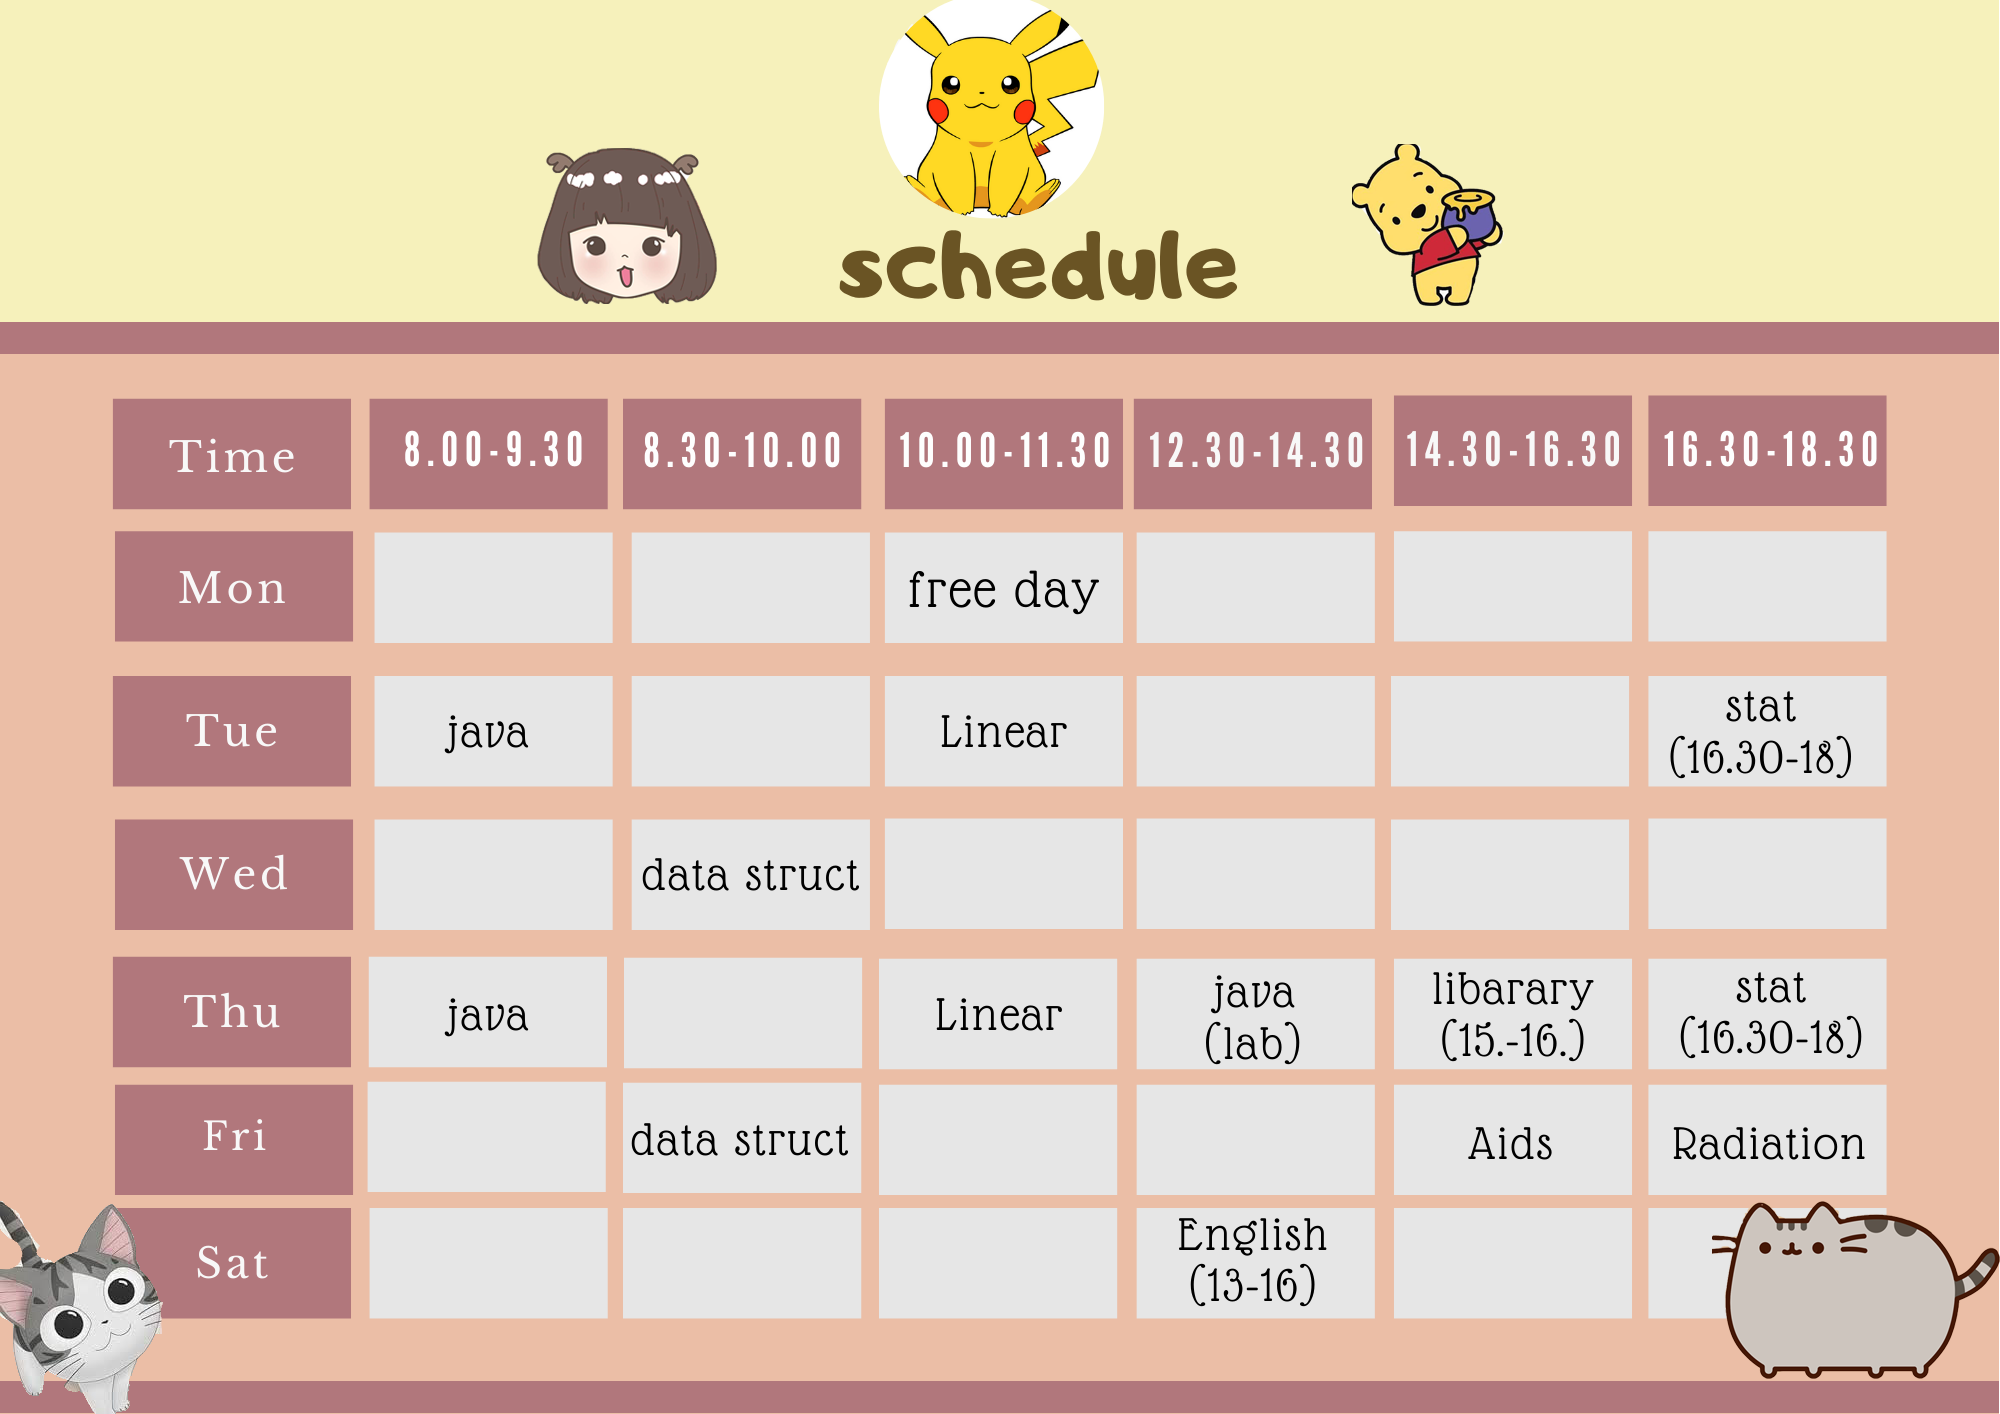 schedule
Time 8.00-9.30 8.30-10.00 10.00-11.30 12.30-14.30 14.30-16.30 16.30-18.30
Mon free day
Tue java Linear stat
(16.30-18)
Wed data struct
Thu java Linear java
(lab) libarary
(15.-16.) stat
(16.30-18)
Fri data struct Aids Radiation
Sat English
(13-16)